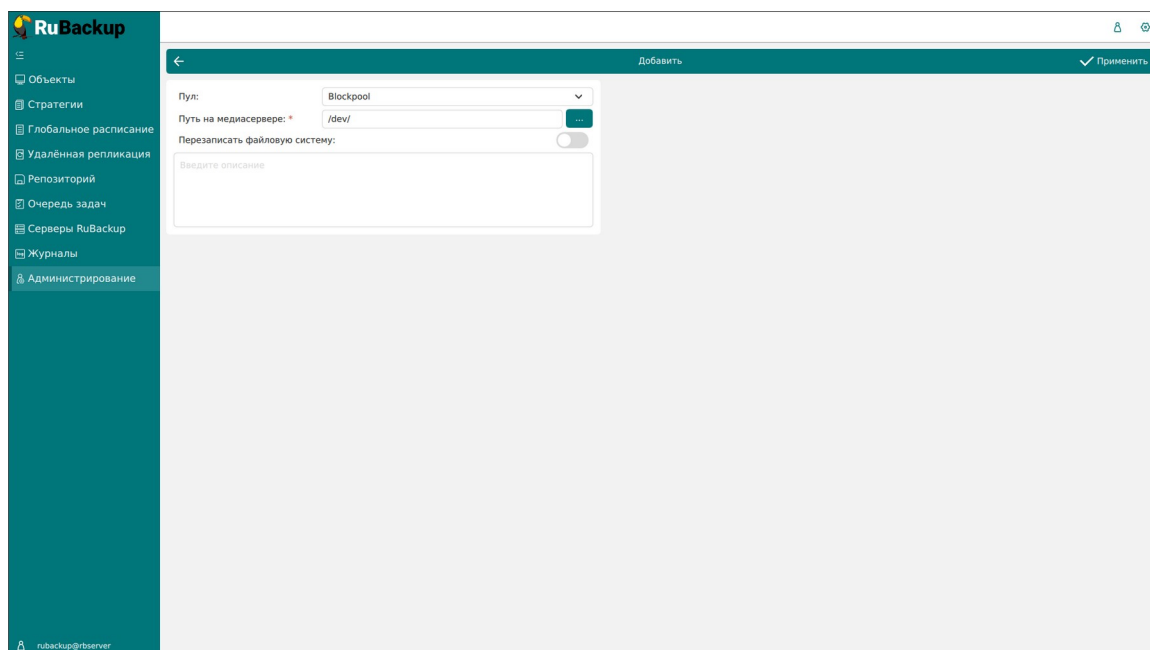 RuBackup
Объекты
Стратегии
Глобальное расписание
Удалённая репликация
Репозиторий
Очередь задач
Серверы RuBackup
Журналы
Администрирование
rubackup@rbserver
Добавить
Применить
Пул:
Blockpool
Путь на медиасервере: *
/dev/
...
Перезаписать файловую систему:
Введите описание